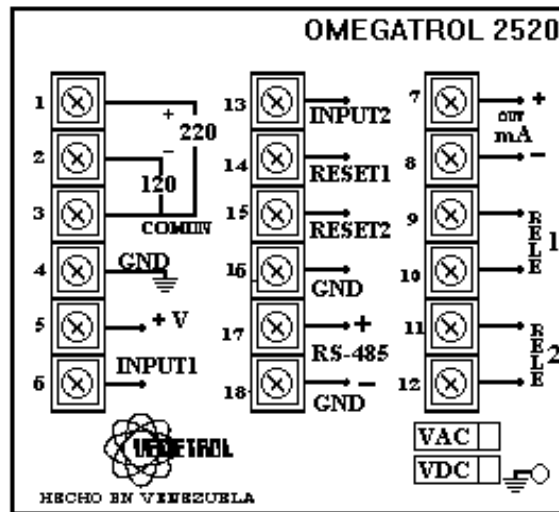 OMEGATROL 2520
1
+
220
2
−
120
3
COMUN
4
GND
5
+ V
6
INPUT1
13
INPUT2
14
RESET1
15
RESET2
16
GND
17
+
RS-485
18
−
GND
7
+
OUT
mA
8
−
9
RELE 1
10
11
RELE 2
12
VAC
VDC
HECHO EN VENEZUELA